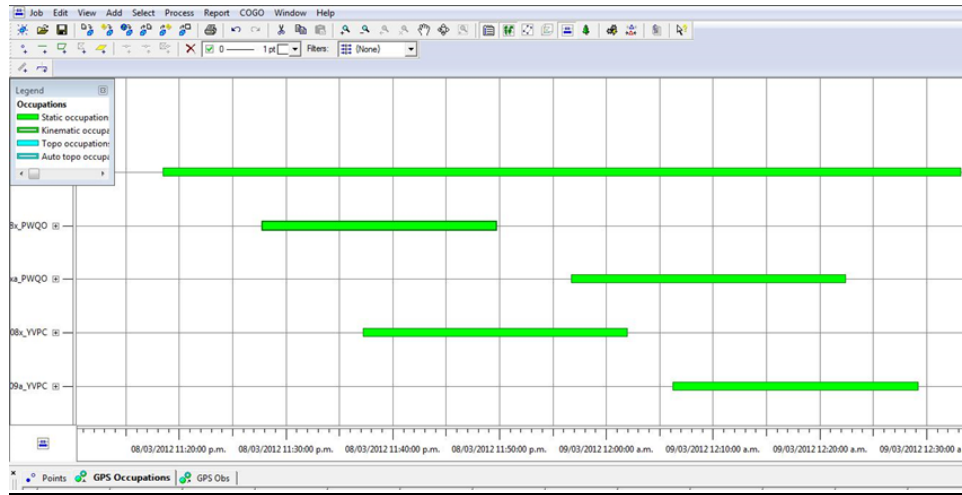 Job Edit View Add Select Process Report COGO Window Help
0 1 pt Filters: (None)
Legend
Occupations
Static occupation
Kinematic occupa
Topo occupation
Auto topo occupa
8x_PWQO
xa_PWQO
08x_YVPC
09a_YVPC
08/03/2012 11:20:00 p.m. 08/03/2012 11:30:00 p.m. 08/03/2012 11:40:00 p.m. 08/03/2012 11:50:00 p.m. 09/03/2012 12:00:00 a.m. 09/03/2012 12:10:00 a.m. 09/03/2012 12:20:00 a.m. 09/03/2012 12:30:00 a
Points GPS Occupations GPS Obs